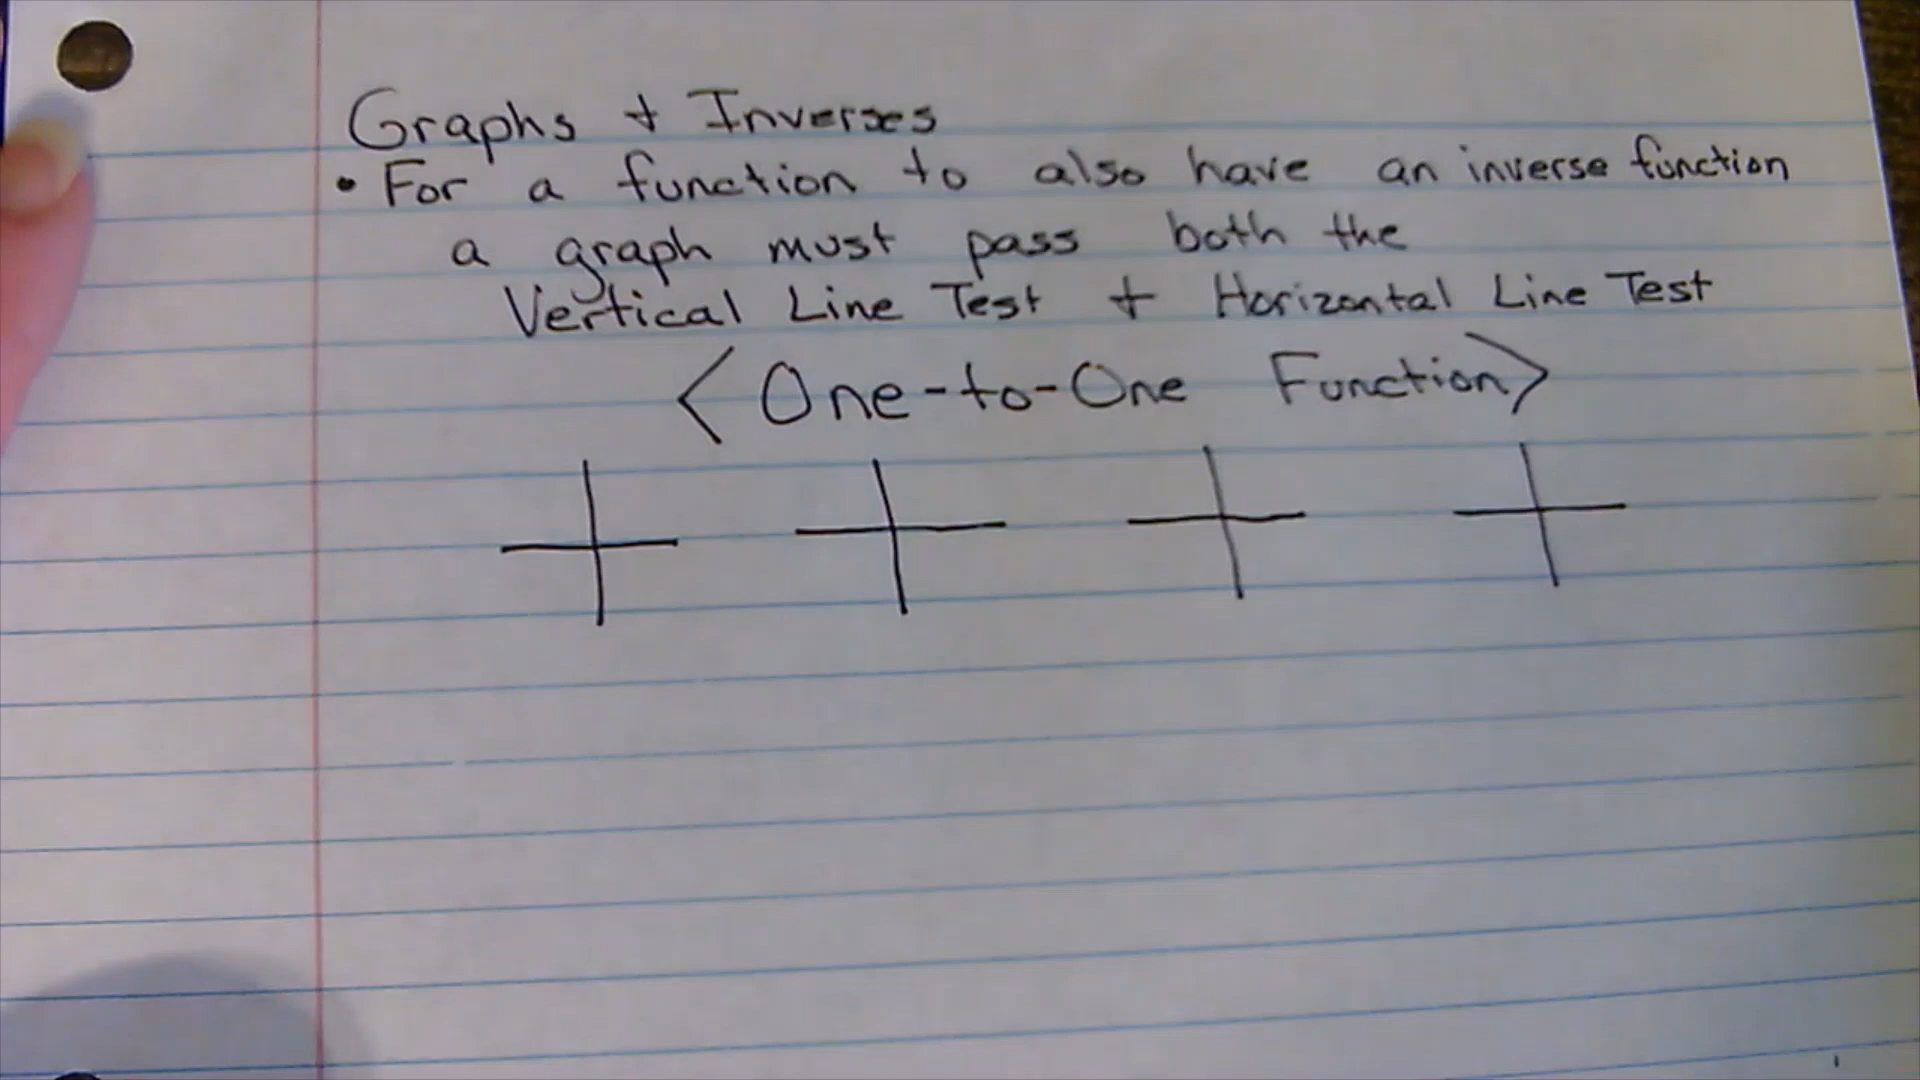 Graphs + Inverses
• For a function to also have an inverse function
a graph must pass both the
Vertical Line Test + Horizontal Line Test
<One-to-One Function>